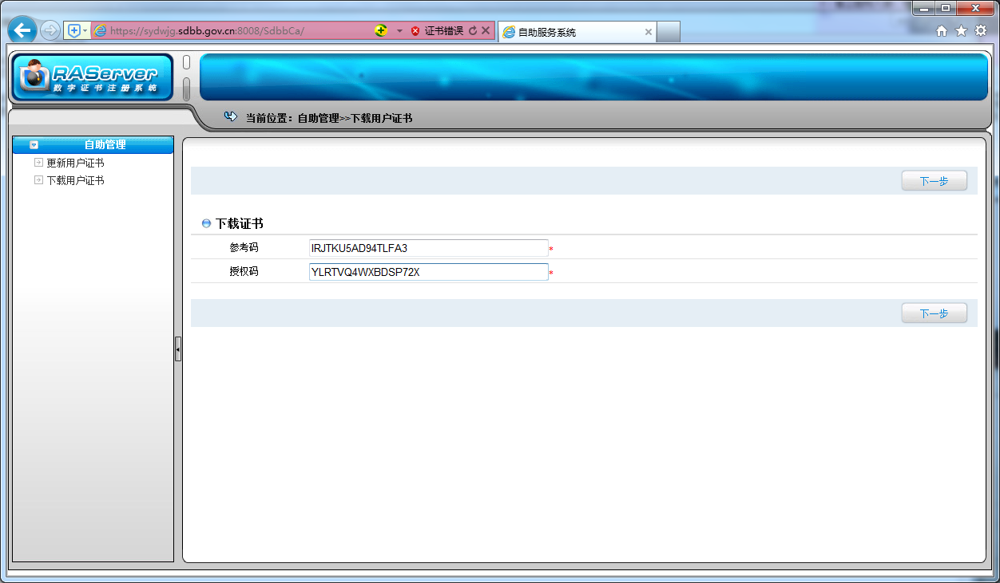 https://sydwjg.sdbb.gov.cn:8008/SdbbCa/
证书错误
自助服务系统
RAServer
数字证书注册系统
当前位置：自助管理>>下载用户证书
自助管理
更新用户证书
下载用户证书
下一步
下载证书
参考码 IRJTKU5AD94TLFA3 *
授权码 YLRTVQ4WXBDSP72X *
下一步